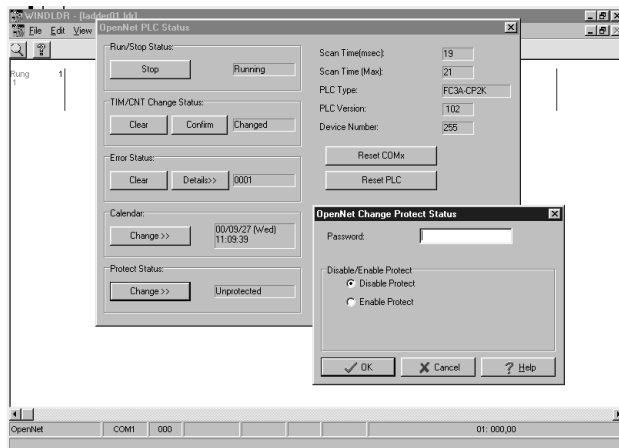 WINDLDR - [ladder01.ldr]
File Edit View
Rung 1
1
OpenNet PLC Status
Run/Stop Status:
Stop Running
TIM/CNT Change Status:
Clear Confirm Changed
Error Status:
Clear Details>> 0001
Calendar:
Change >> 00/09/27 (Wed)
11:09:39
Protect Status:
Change >> Unprotected
Scan Time(msec): 19
Scan Time (Max): 21
PLC Type: FC3A-CP2K
PLC Version: 102
Device Number: 255
Reset COMx
Reset PLC
OpenNet Change Protect Status
Password:
Disable/Enable Protect
Disable Protect
Enable Protect
OK Cancel ? Help
OpenNet COM1 000 01: 000,00